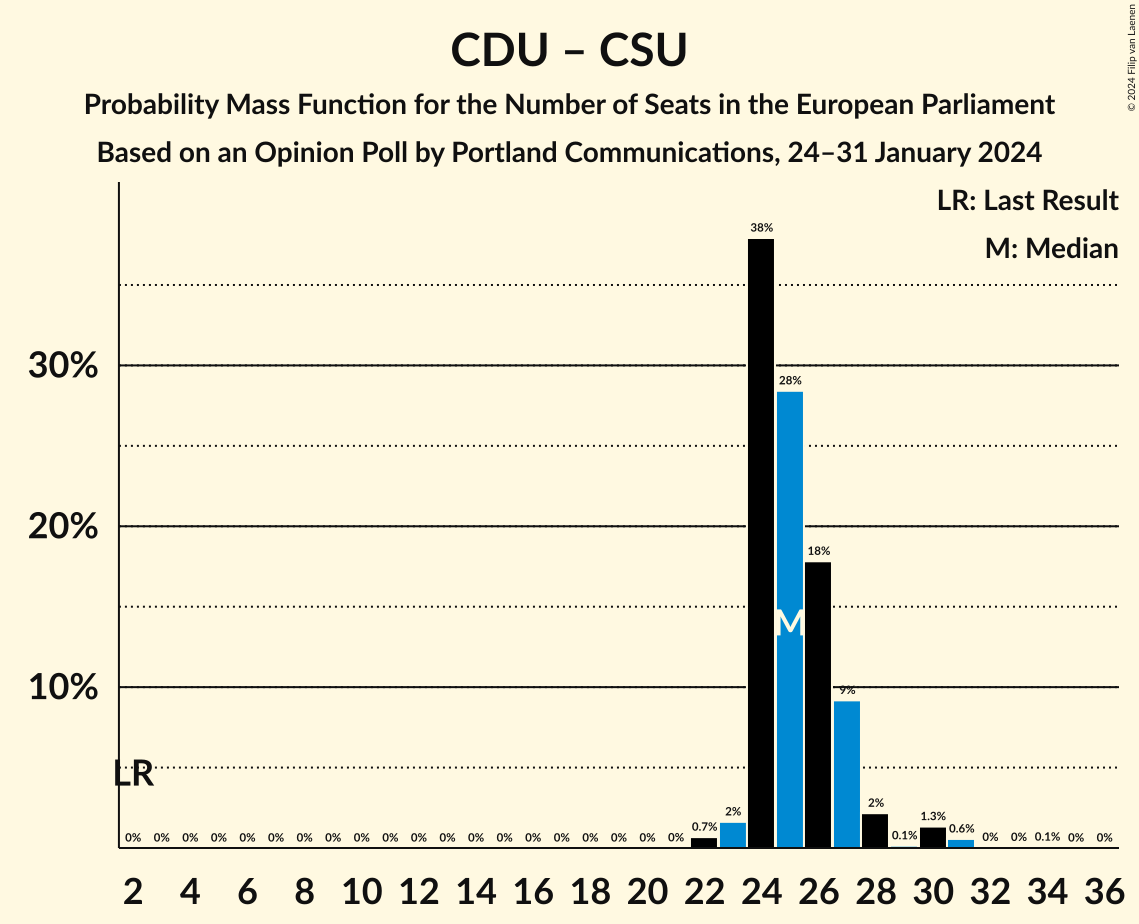 CDU – CSU
Probability Mass Function for the Number of Seats in the European Parliament
Based on an Opinion Poll by Portland Communications, 24–31 January 2024
© 2024 Filip van Laenen
LR: Last Result
M: Median
30%
20%
10%
LR
M
0% 0% 0% 0% 0% 0% 0% 0% 0% 0% 0% 0% 0% 0% 0% 0% 0% 0% 0% 0% 0.7% 2% 38% 28% 18% 9% 2% 0.1% 1.3% 0.6% 0% 0% 0.1% 0% 0%
2 4 6 8 10 12 14 16 18 20 22 24 26 28 30 32 34 36